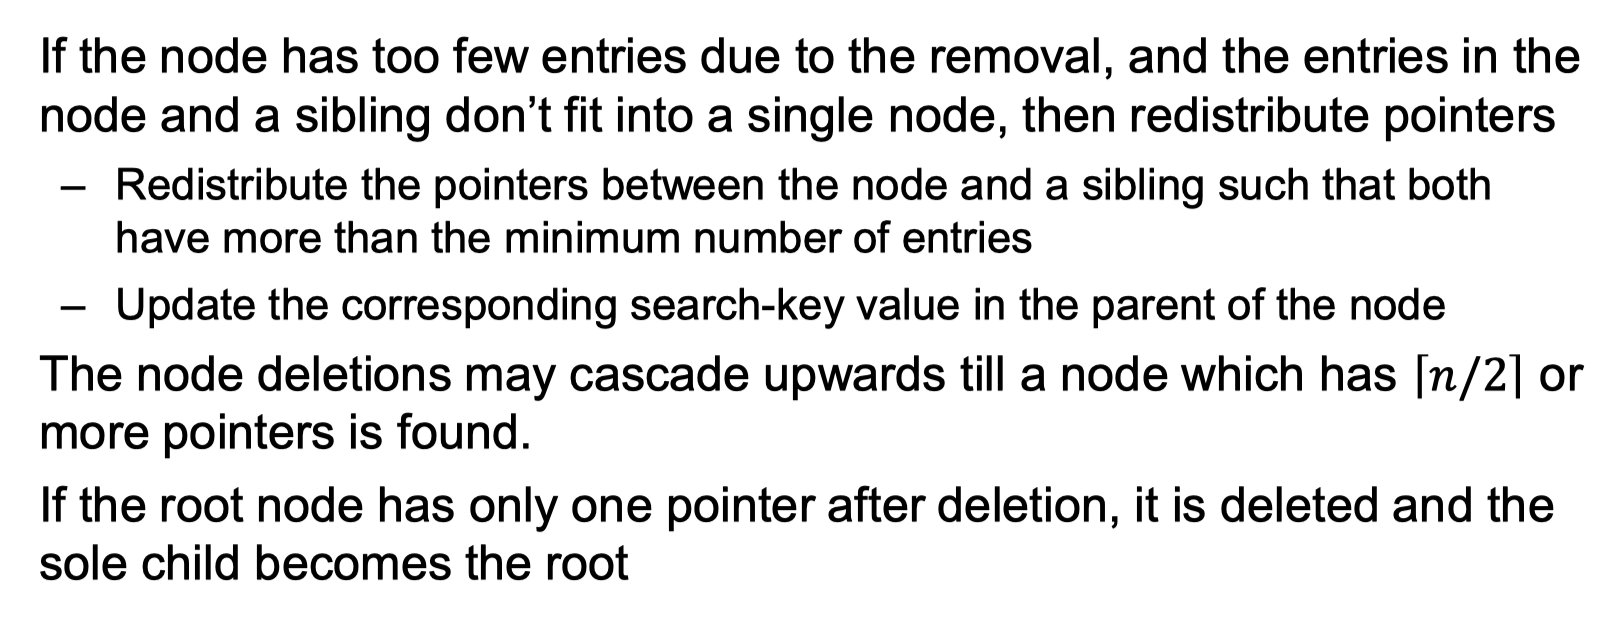 If the node has too few entries due to the removal, and the entries in the
node and a sibling don’t fit into a single node, then redistribute pointers
– Redistribute the pointers between the node and a sibling such that both
have more than the minimum number of entries
– Update the corresponding search-key value in the parent of the node
The node deletions may cascade upwards till a node which has ⌈n/2⌉ or
more pointers is found.
If the root node has only one pointer after deletion, it is deleted and the
sole child becomes the root